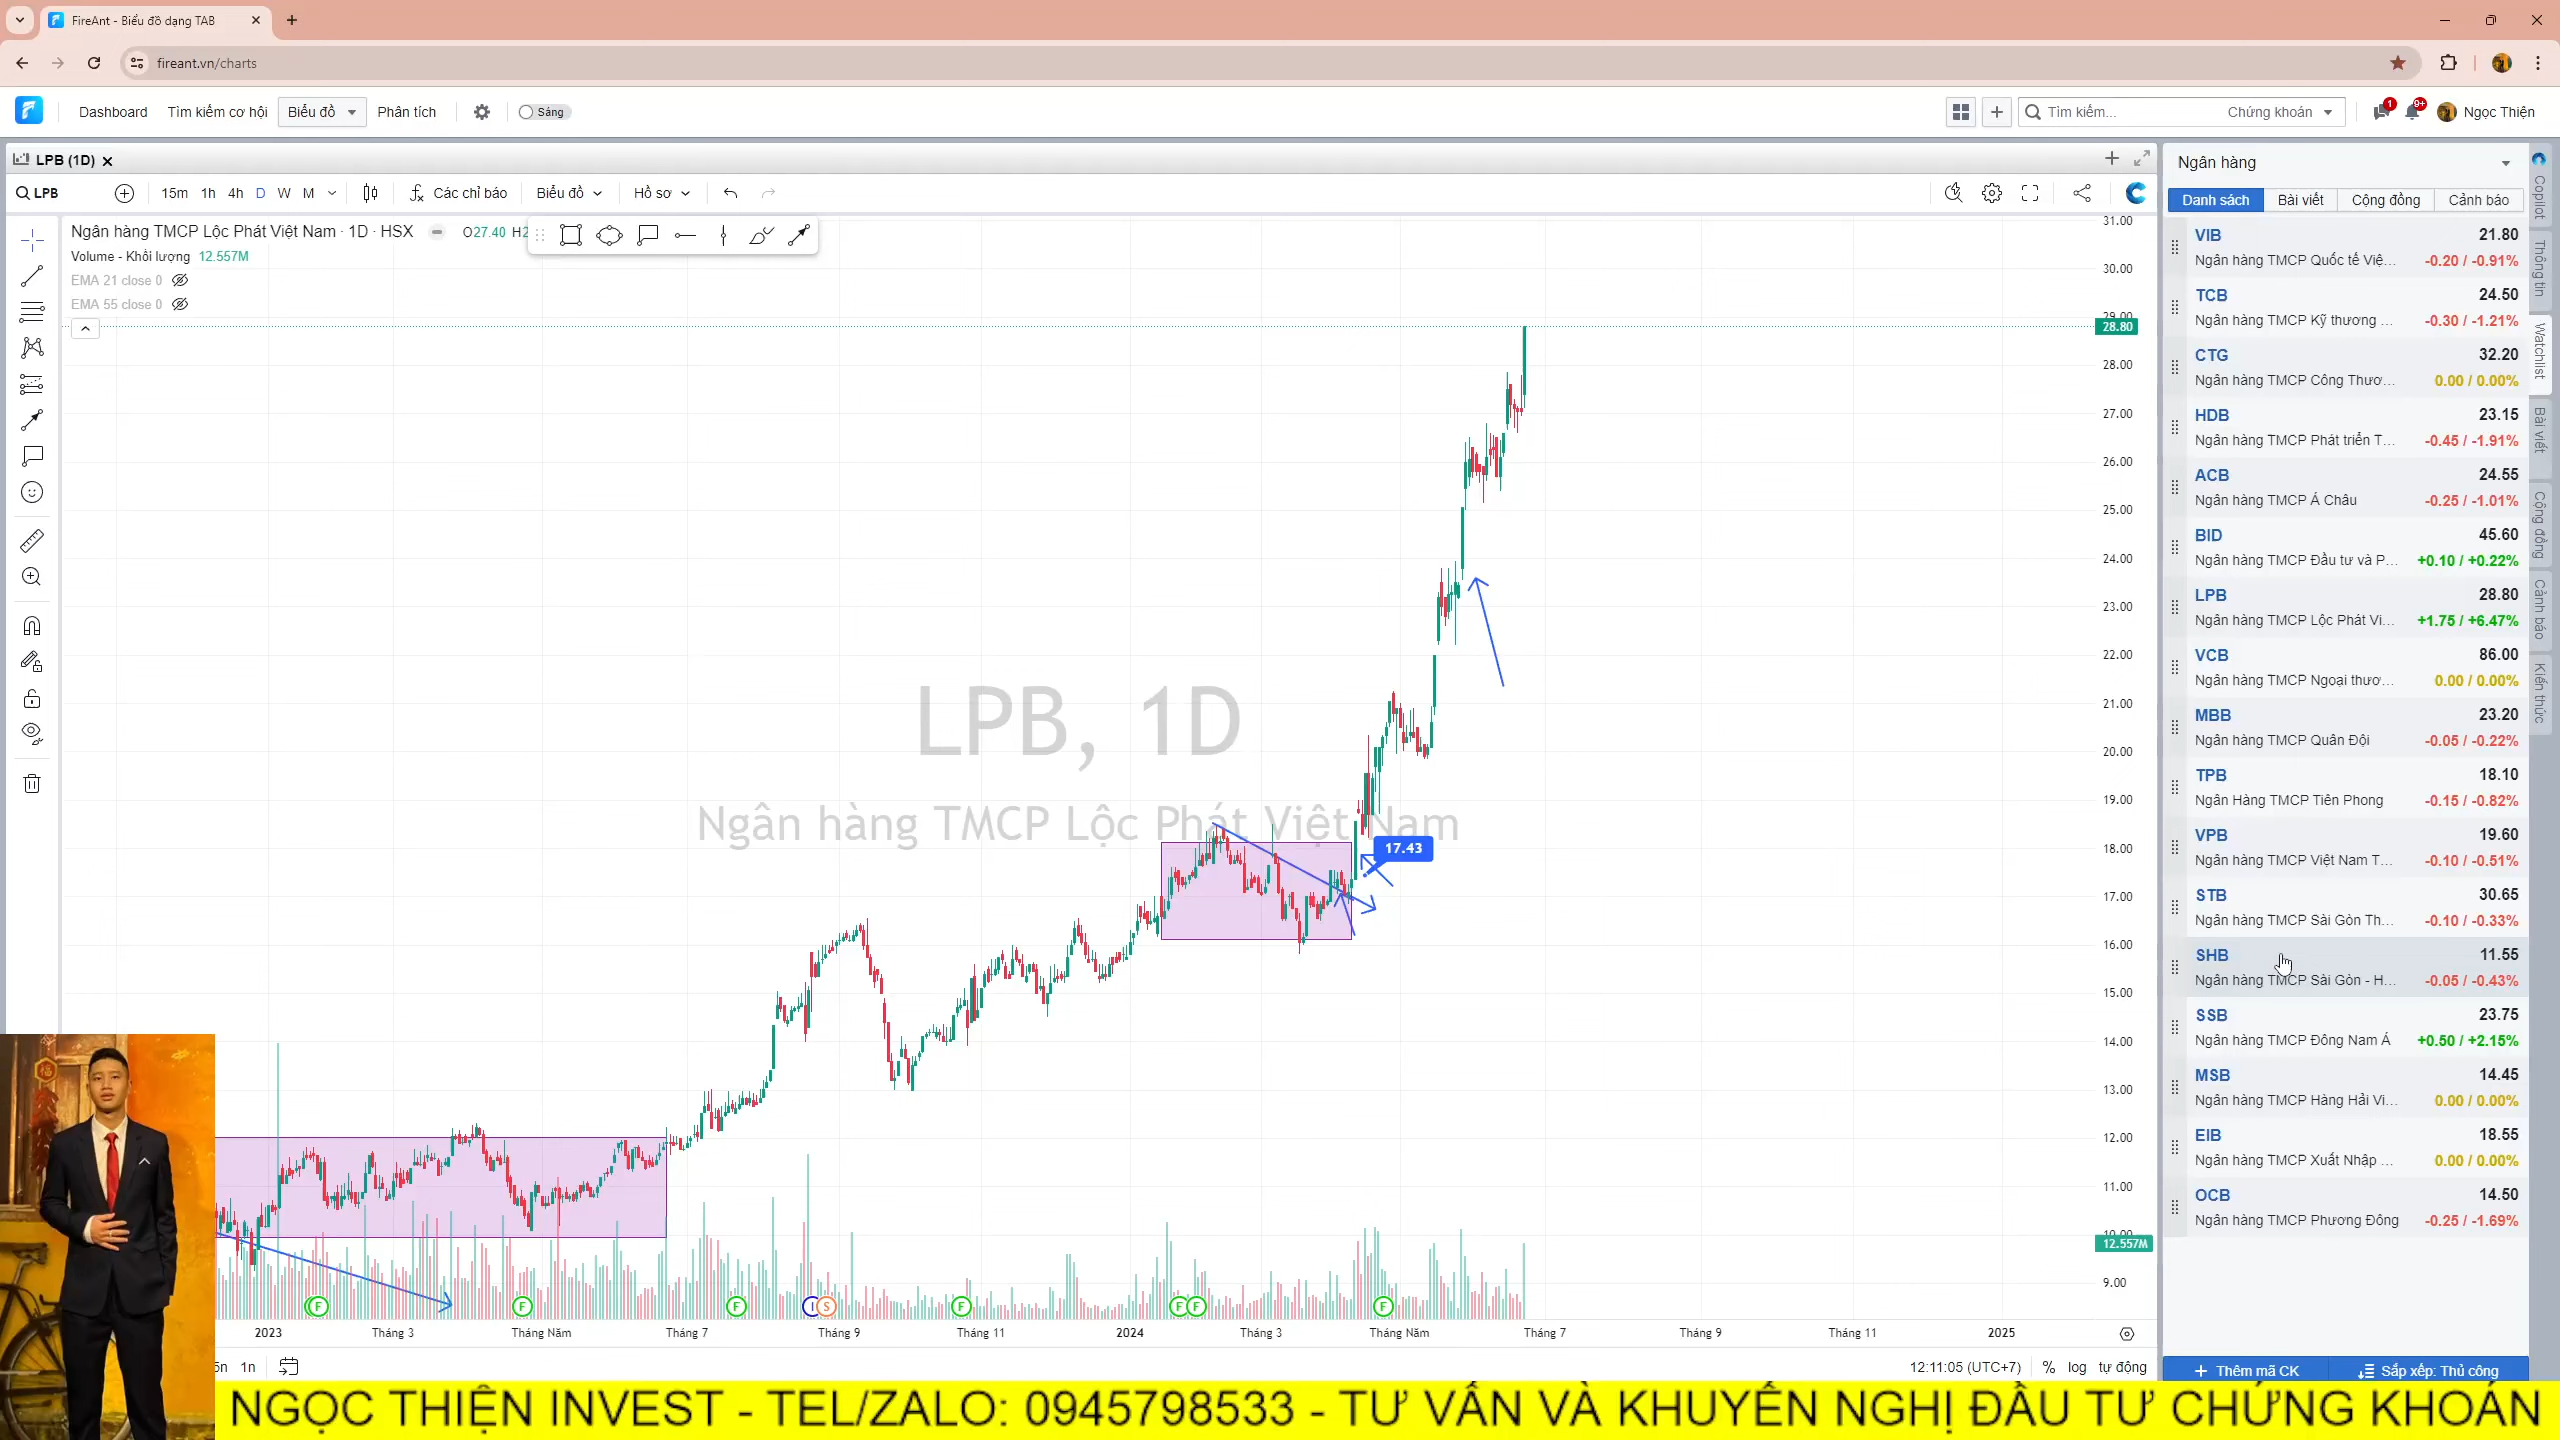 FireAnt - Biểu đồ dạng TAB
fireant.vn/charts
Dashboard Tìm kiếm cơ hội Biểu đồ Phân tích Sáng
Tìm kiếm... Chứng khoán 1 9+ Ngọc Thiện
LPB (1D)
LPB 15m 1h 4h D W M Các chỉ báo Biểu đồ Hồ sơ
Ngân hàng TMCP Lộc Phát Việt Nam · 1D · HSX O27.40
Volume - Khối lượng 12.557M
EMA 21 close 0
EMA 55 close 0
LPB, 1D
Ngân hàng TMCP Lộc Phát Việt Nam
17.43
31.00
30.00
29.00
28.80
28.00
27.00
26.00
25.00
24.00
23.00
22.00
21.00
20.00
19.00
18.00
17.00
16.00
15.00
14.00
13.00
12.00
11.00
10.00
12.557M
9.00
F F F I S F F F F
2023 Tháng 3 Tháng Năm Tháng 7 Tháng 9 Tháng 11 2024 Tháng 3 Tháng Năm Tháng 7 Tháng 9 Tháng 11 2025
5n 1n 12:11:05 (UTC+7) % log tự động
Ngân hàng
Danh sách Bài viết Cộng đồng Cảnh báo
VIB 21.80
Ngân hàng TMCP Quốc tế Việ... -0.20 / -0.91%
TCB 24.50
Ngân hàng TMCP Kỹ thương ... -0.30 / -1.21%
CTG 32.20
Ngân hàng TMCP Công Thươ... 0.00 / 0.00%
HDB 23.15
Ngân hàng TMCP Phát triển T... -0.45 / -1.91%
ACB 24.55
Ngân hàng TMCP Á Châu -0.25 / -1.01%
BID 45.60
Ngân hàng TMCP Đầu tư và P... +0.10 / +0.22%
LPB 28.80
Ngân hàng TMCP Lộc Phát Vi... +1.75 / +6.47%
VCB 86.00
Ngân hàng TMCP Ngoại thươ... 0.00 / 0.00%
MBB 23.20
Ngân hàng TMCP Quân Đội -0.05 / -0.22%
TPB 18.10
Ngân Hàng TMCP Tiên Phong -0.15 / -0.82%
VPB 19.60
Ngân hàng TMCP Việt Nam T... -0.10 / -0.51%
STB 30.65
Ngân hàng TMCP Sài Gòn Th... -0.10 / -0.33%
SHB 11.55
Ngân hàng TMCP Sài Gòn - H... -0.05 / -0.43%
SSB 23.75
Ngân hàng TMCP Đông Nam Á +0.50 / +2.15%
MSB 14.45
Ngân hàng TMCP Hàng Hải Vi... 0.00 / 0.00%
EIB 18.55
Ngân hàng TMCP Xuất Nhập ... 0.00 / 0.00%
OCB 14.50
Ngân hàng TMCP Phương Đông -0.25 / -1.69%
Thêm mã CK Sắp xếp: Thủ công
Copilot
Thông tin
Watchlist
Bài viết
Cộng đồng
Cảnh báo
Kiến thức
NGỌC THIỆN INVEST - TEL/ZALO: 0945798533 - TƯ VẤN VÀ KHUYẾN NGHỊ ĐẦU TƯ CHỨNG KHOÁN